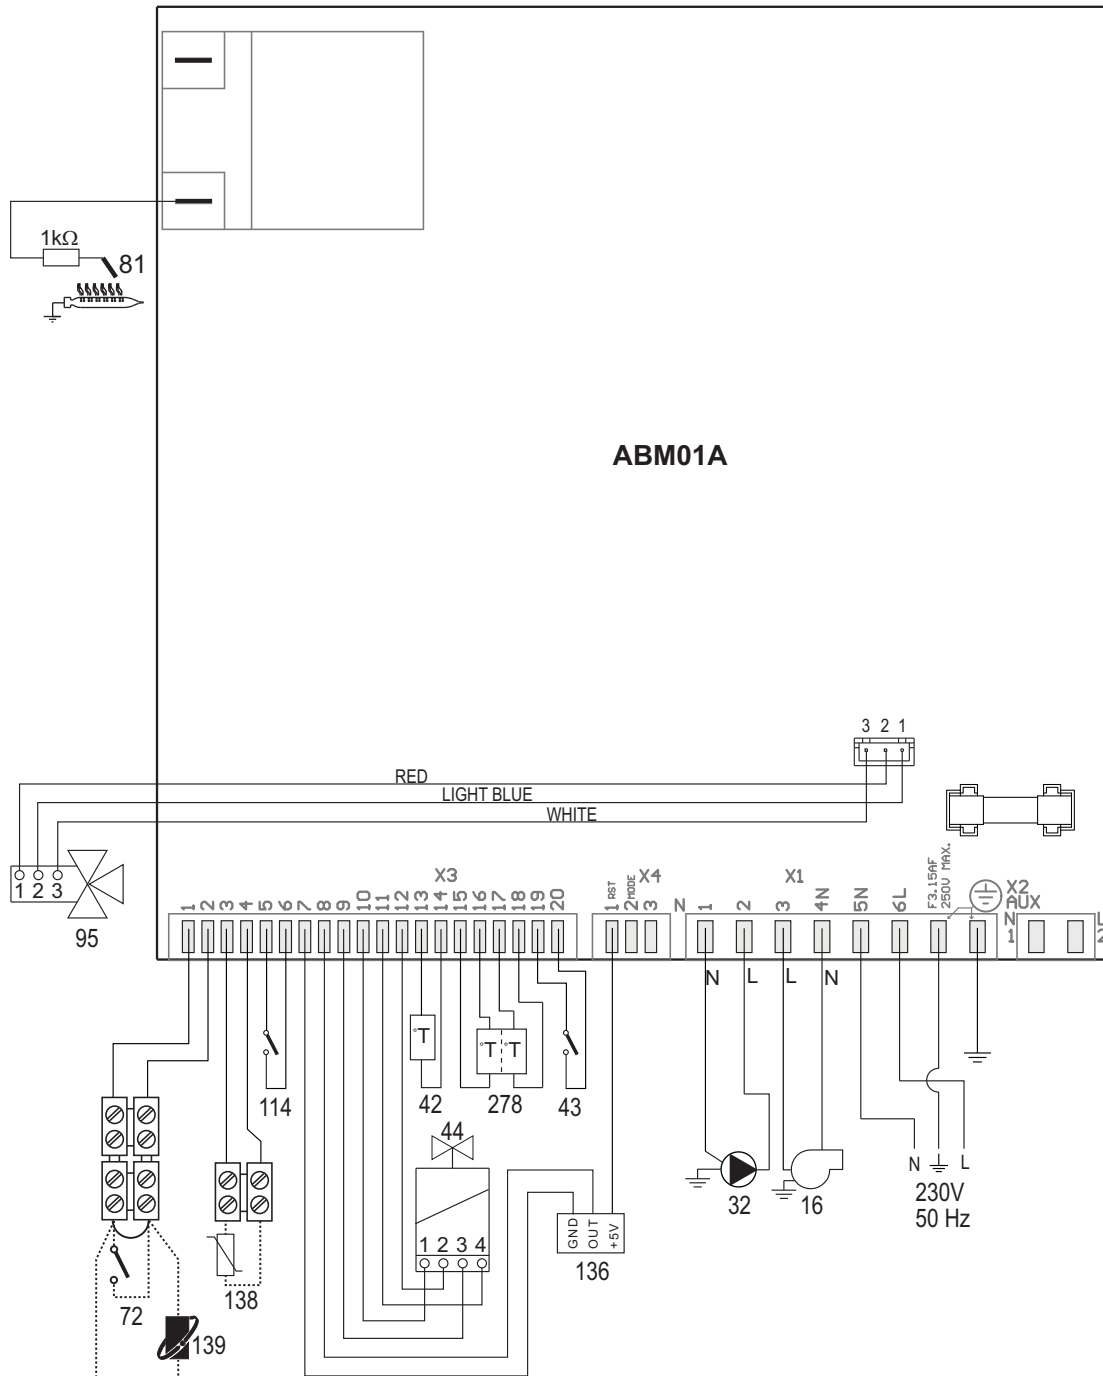 1kΩ
81
ABM01A
3 2 1
RED
LIGHT BLUE
WHITE
1 2 3
95
X3
1 2 3 4 5 6 7 8 9 10 11 12 13 14 15 16 17 18 19 20
X4
1 RST
2 MODE
3
N
X1
1 2 3 4N 5N 6L
F3.15AF
250V MAX.
X2
AUX
N
1
L
2
N L L N
°T
°T °T
114
42
278
43
44
1 2 3 4
GND
OUT
+5V
136
32
16
N L
230V
50 Hz
72
138
139